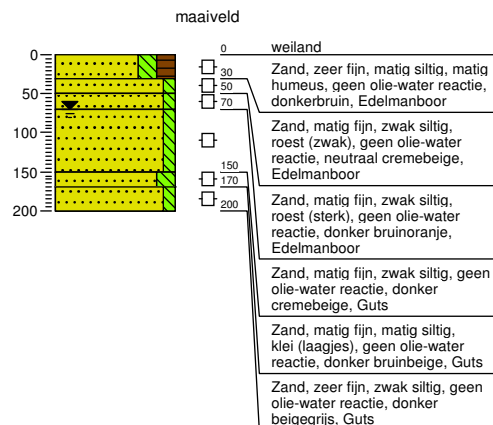 maaiveld
0
50
100
150
200
0
30
50
70
150
170
200
weiland
Zand, zeer fijn, matig siltig, matig
humeus, geen olie-water reactie,
donkerbruin, Edelmanboor
Zand, matig fijn, zwak siltig,
roest (zwak), geen olie-water
reactie, neutraal cremebeige,
Edelmanboor
Zand, matig fijn, zwak siltig,
roest (sterk), geen olie-water
reactie, donker bruinoranje,
Edelmanboor
Zand, matig fijn, zwak siltig, geen
olie-water reactie, donker
cremebeige, Guts
Zand, matig fijn, matig siltig,
klei (laagjes), geen olie-water
reactie, donker bruinbeige, Guts
Zand, zeer fijn, zwak siltig, geen
olie-water reactie, donker
beigegrijs, Guts